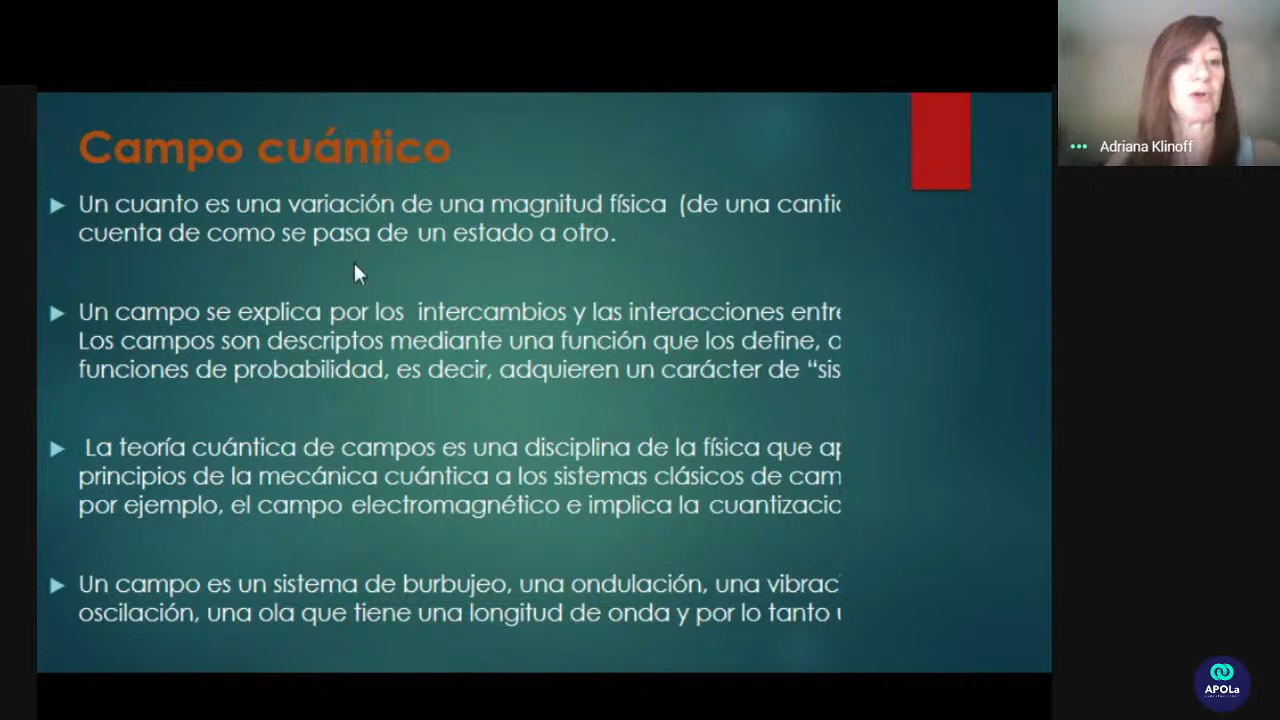 Campo cuántico
Un cuanto es una variación de una magnitud física (de una
cuenta de como se pasa de un estado a otro.
Un campo se explica por los intercambios y las interacciones
Los campos son descriptos mediante una función que los define,
funciones de probabilidad, es decir, adquieren un carácter de “sis
La teoría cuántica de campos es una disciplina de la física que
principios de la mecánica cuántica a los sistemas clásicos de cam
por ejemplo, el campo electromagnético e implica la cuantizacio
Un campo es un sistema de burbujeo, una ondulación, una
oscilación, una ola que tiene una longitud de onda y por lo tanto
Adriana Klinoff
APOLa